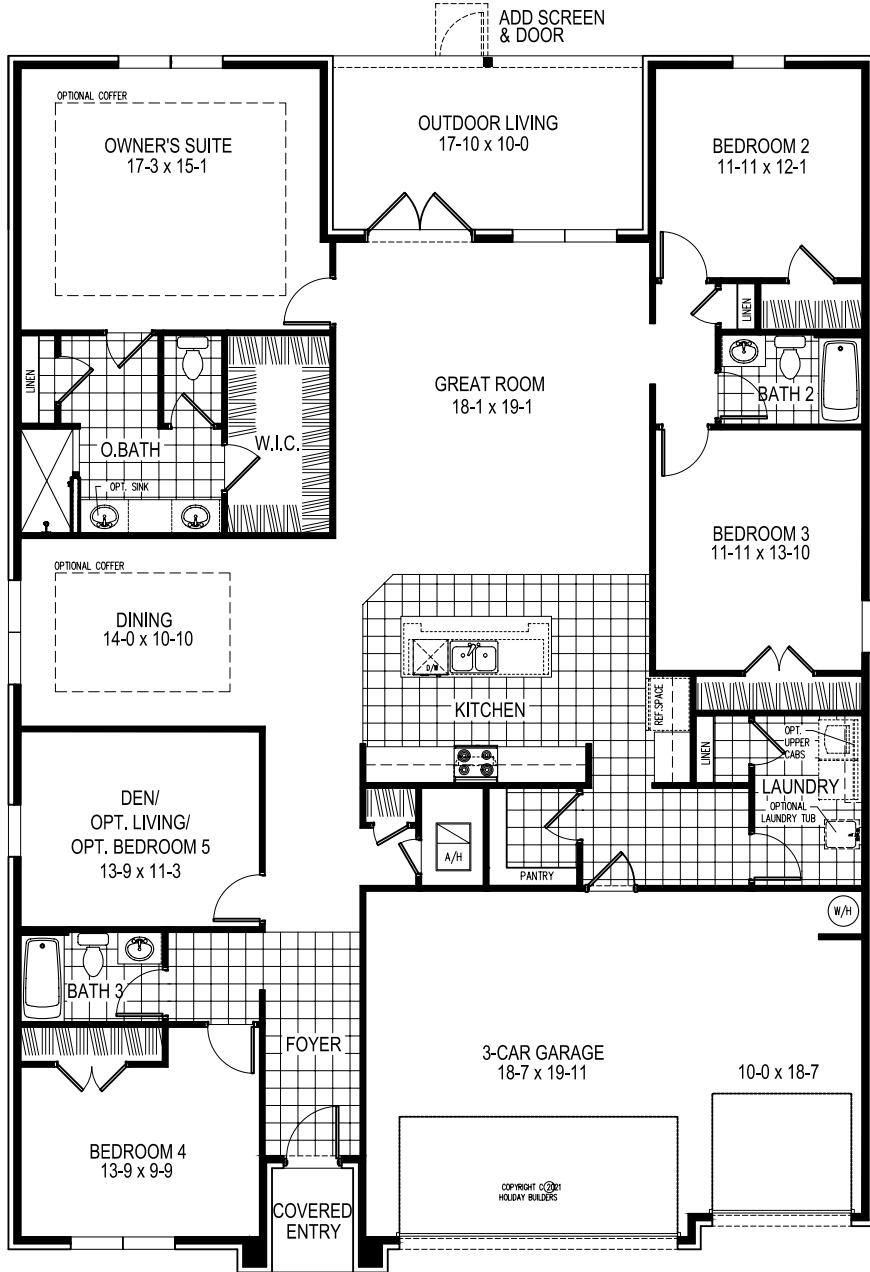 ADD SCREEN
& DOOR
OPTIONAL COFFER
OWNER'S SUITE
17-3 x 15-1
OUTDOOR LIVING
17-10 x 10-0
BEDROOM 2
11-11 x 12-1
LINEN
LINEN
GREAT ROOM
18-1 x 19-1
BATH 2
O.BATH
W.I.C.
OPT. SINK
BEDROOM 3
11-11 x 13-10
OPTIONAL COFFER
DINING
14-0 x 10-10
D/W
KITCHEN
REF.SPACE
LINEN
OPT.
UPPER
CABS
LAUNDRY
OPTIONAL
LAUNDRY TUB
DEN/
OPT. LIVING/
OPT. BEDROOM 5
13-9 x 11-3
A/H
PANTRY
W/H
BATH 3
FOYER
3-CAR GARAGE
18-7 x 19-11
10-0 x 18-7
BEDROOM 4
13-9 x 9-9
COVERED
ENTRY
COPYRIGHT C 2021
HOLIDAY BUILDERS